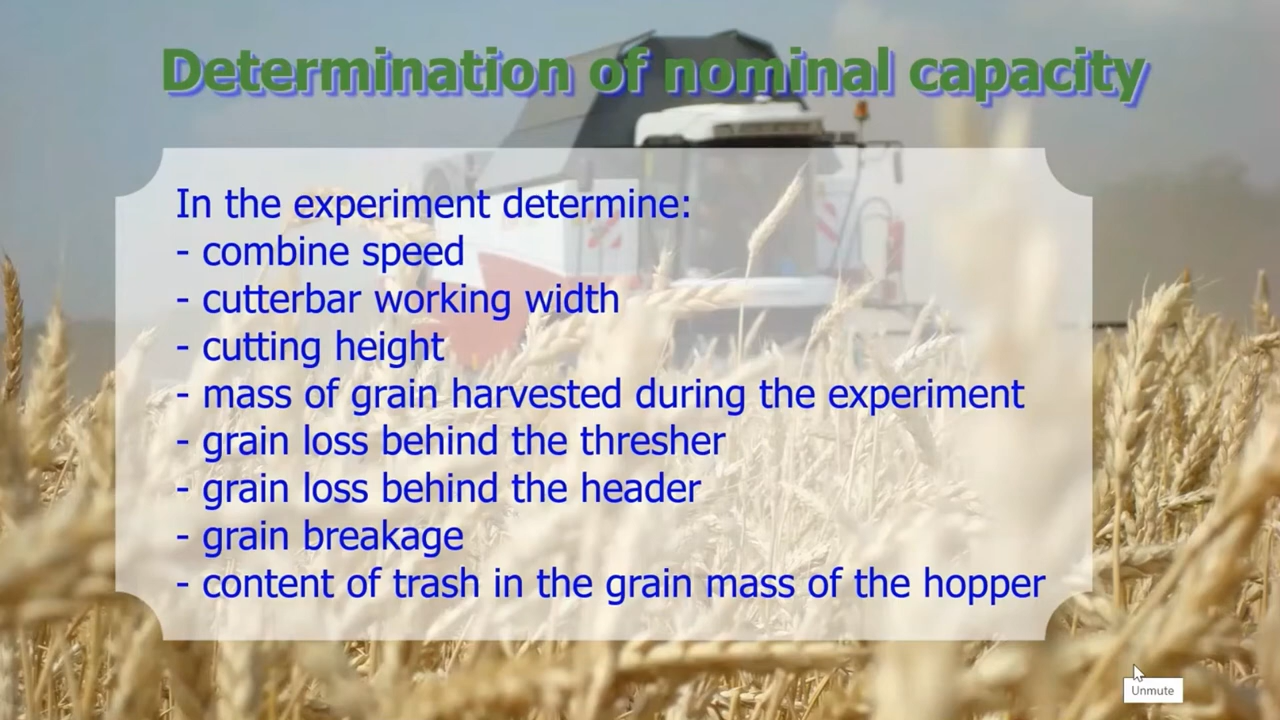 Determination of nominal capacity
In the experiment determine:
- combine speed
- cutterbar working width
- cutting height
- mass of grain harvested during the experiment
- grain loss behind the thresher
- grain loss behind the header
- grain breakage
- content of trash in the grain mass of the hopper
Unmute